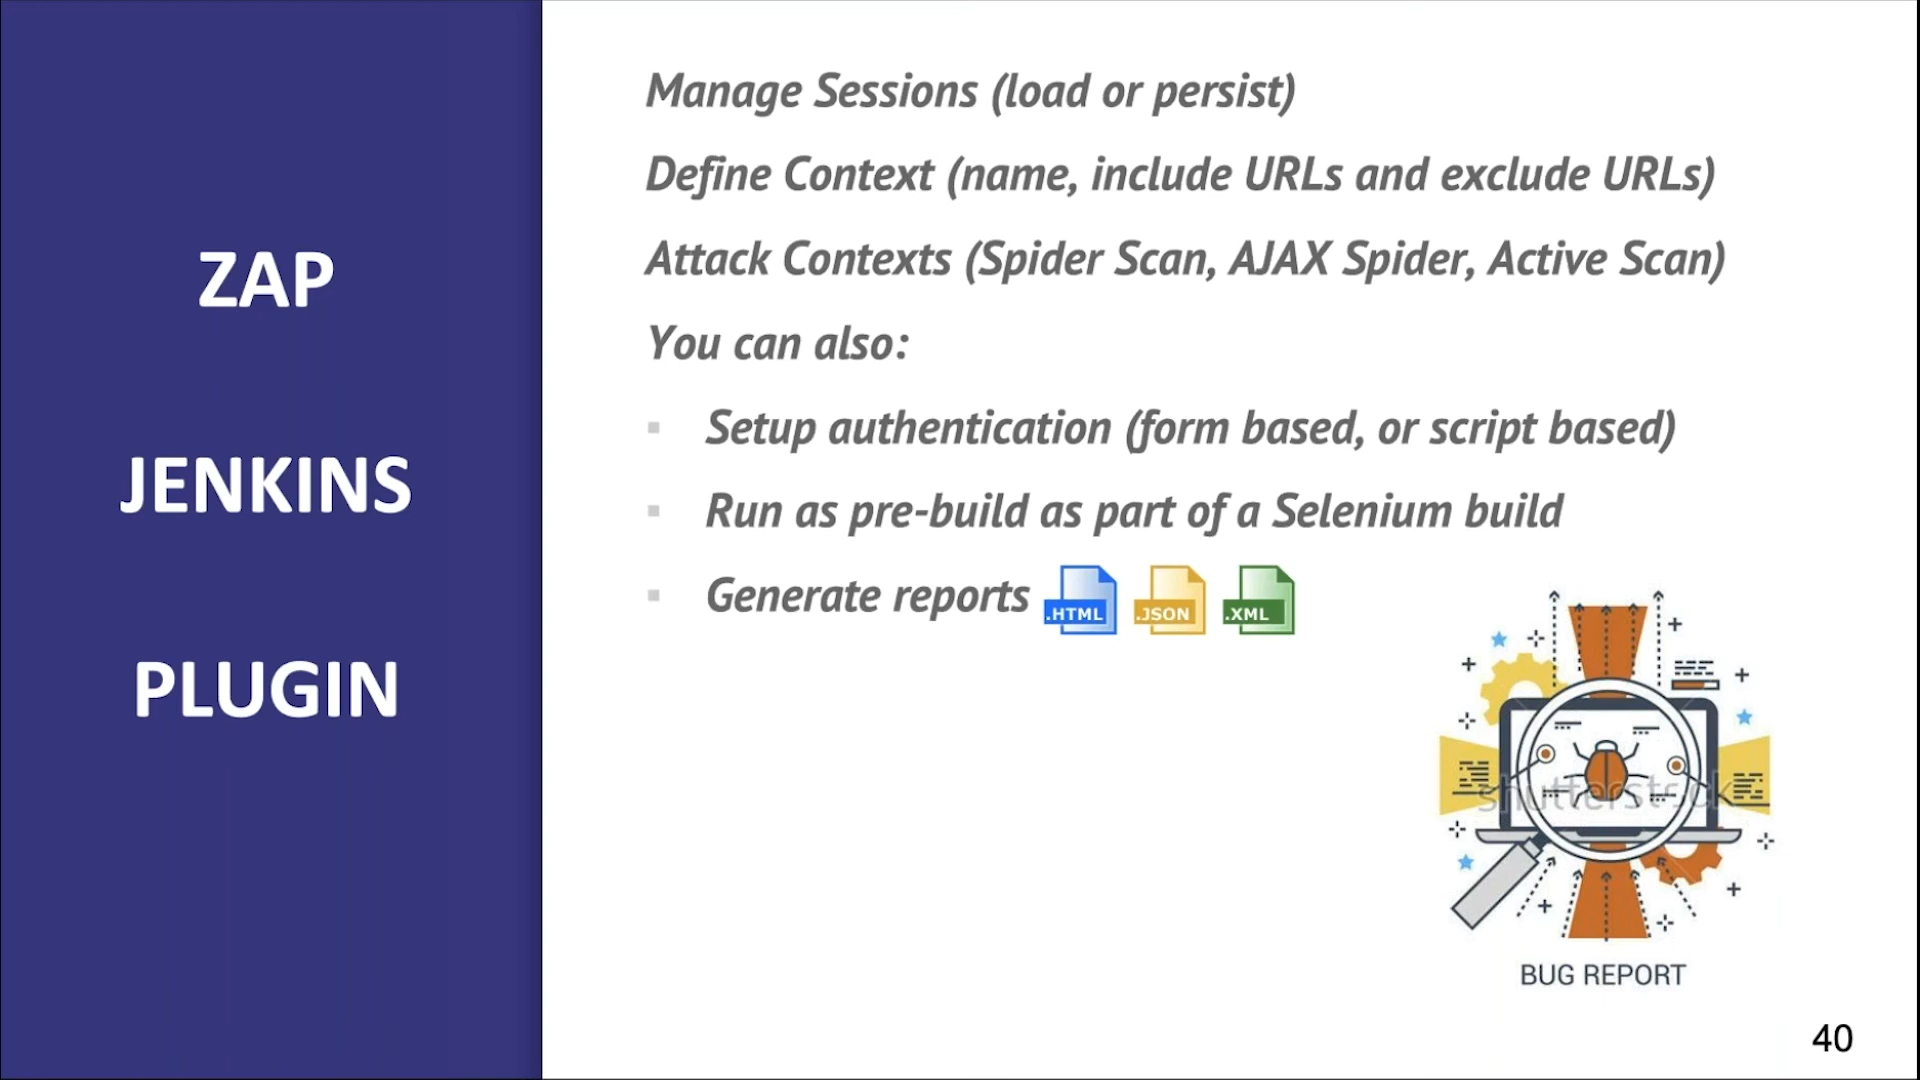 ZAP
JENKINS
PLUGIN
Manage Sessions (load or persist)
Define Context (name, include URLs and exclude URLs)
Attack Contexts (Spider Scan, AJAX Spider, Active Scan)
You can also:
▪ Setup authentication (form based, or script based)
▪ Run as pre-build as part of a Selenium build
▪ Generate reports .HTML .JSON .XML
shutterstock
BUG REPORT
40